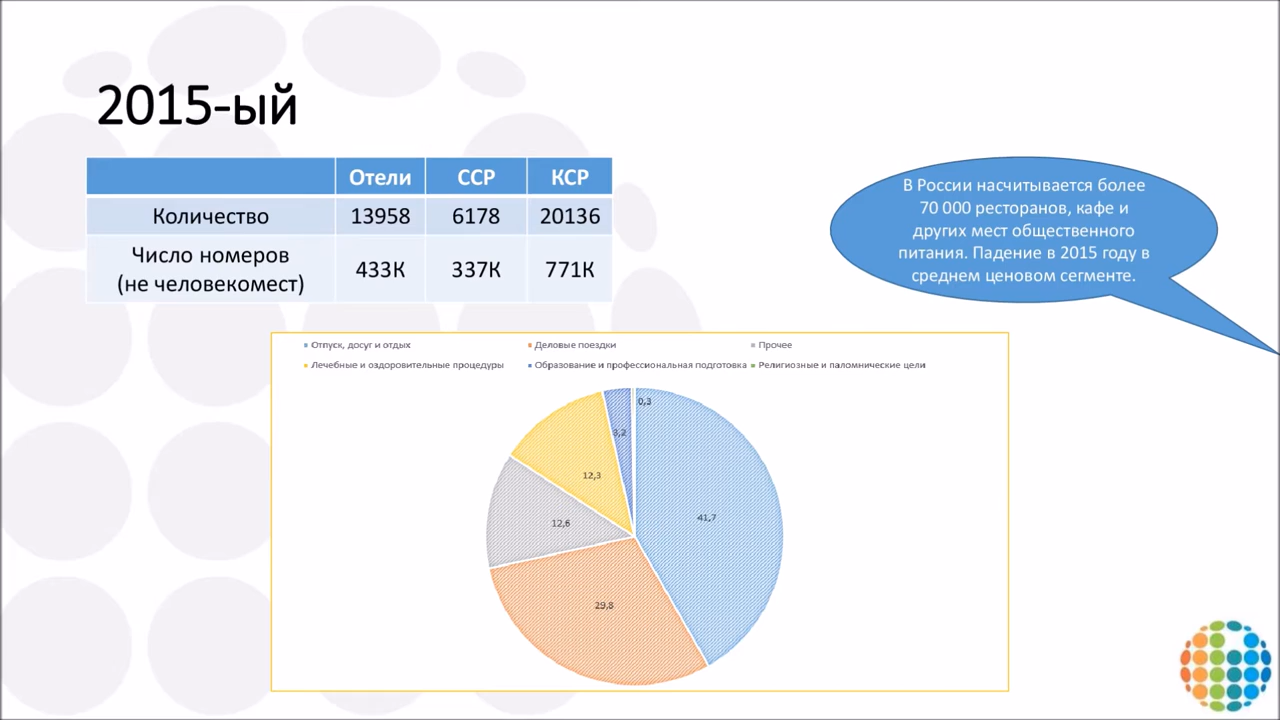 2015-ый
Отели ССР КСР
Количество 13958 6178 20136
Число номеров
(не человекомест) 433К 337К 771К
В России насчитывается более
70 000 ресторанов, кафе и
других мест общественного
питания. Падение в 2015 году в
среднем ценовом сегменте.
Отпуск, досуг и отдых Деловые поездки Прочее
Лечебные и оздоровительные процедуры Образование и профессиональная подготовка Религиозные и паломнические цели
0,3
3,2
12,3
41,7
12,6
29,8